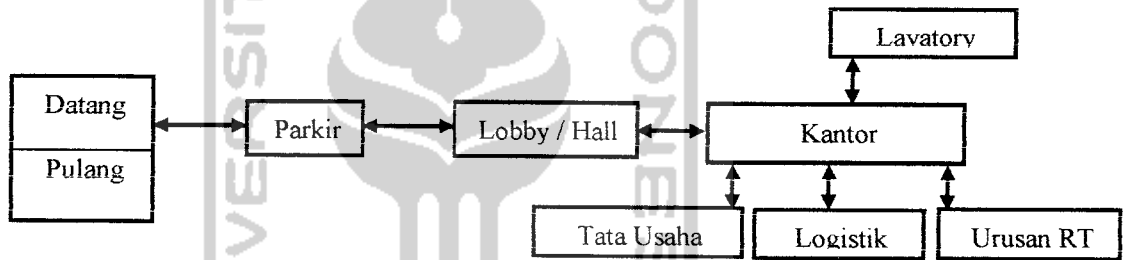 Lavatory
Datang
Parkir
Lobby / Hall
Kantor
Pulang
Tata Usaha
Logistik
Urusan RT